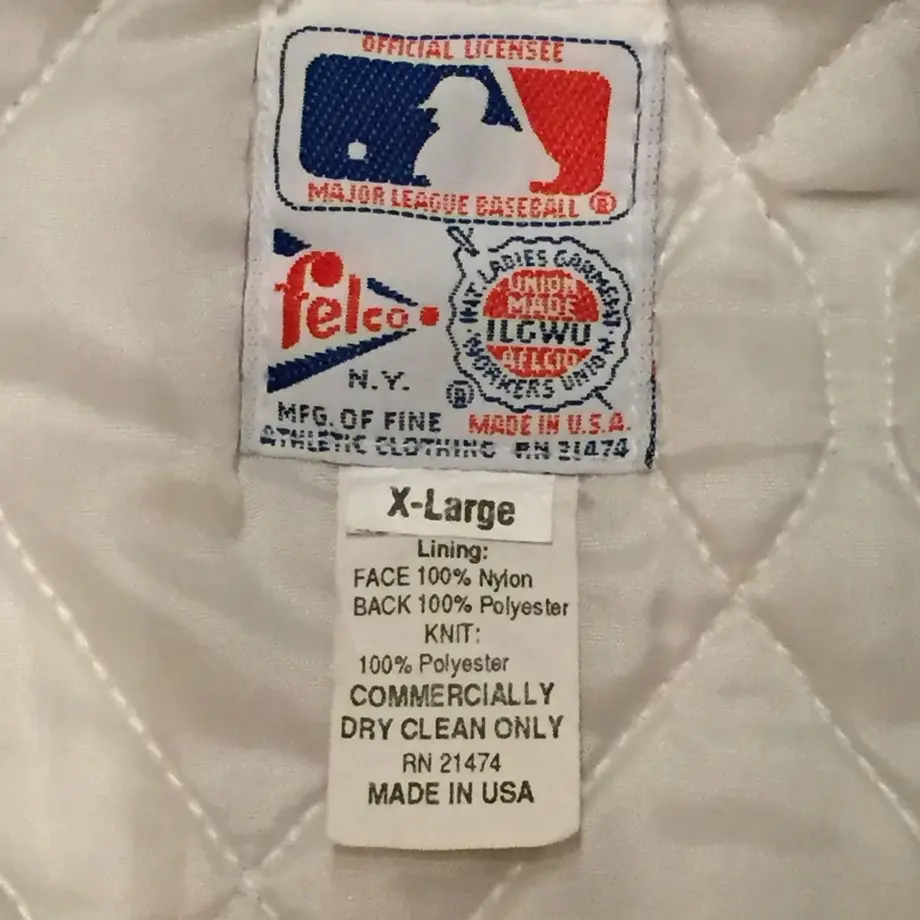 OFFICIAL LICENSEE
MAJOR LEAGUE BASEBALL ®
felco
N.Y.
INT. LADIES GARMENT
WORKERS UNION
UNION
MADE
ILGWU
AFLCIO
®
MFG. OF FINE
MADE IN U.S.A.
ATHLETIC CLOTHING RN 21474
X-Large
Lining:
FACE 100% Nylon
BACK 100% Polyester
KNIT:
100% Polyester
COMMERCIALLY
DRY CLEAN ONLY
RN 21474
MADE IN USA